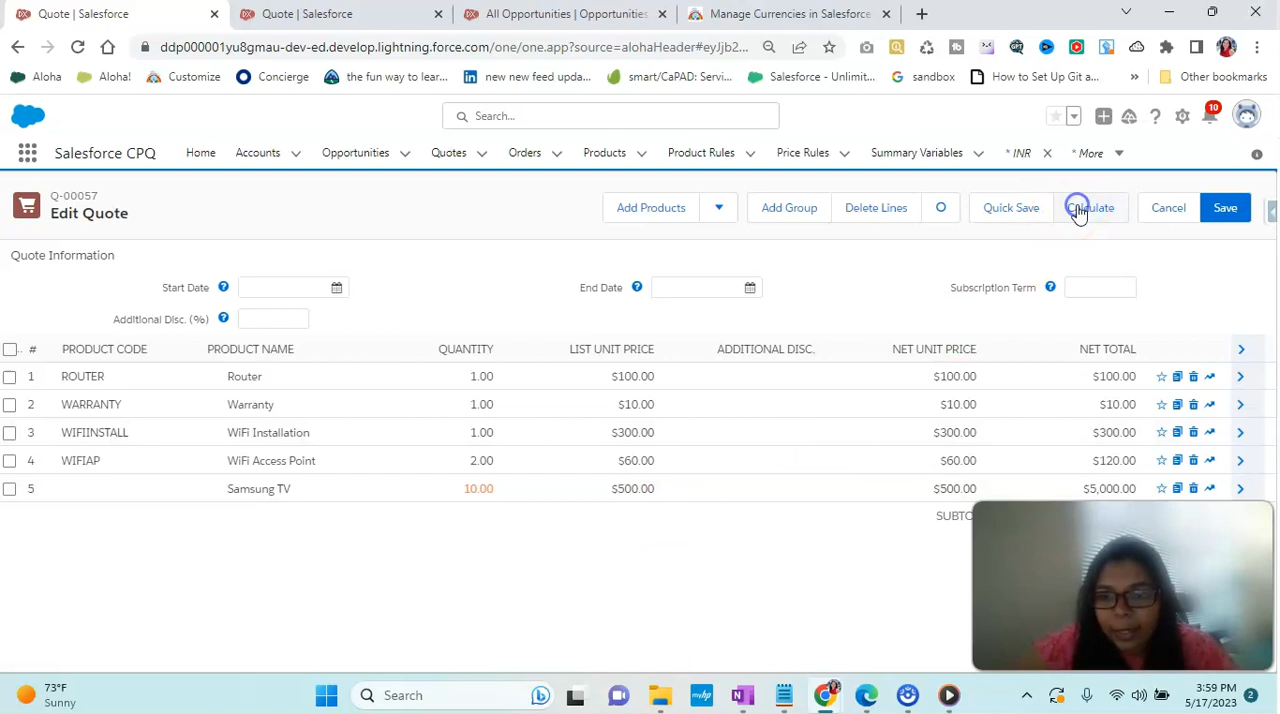 Quote | Salesforce
Quote | Salesforce
All Opportunities | Opportunities
Manage Currencies in Salesforce
ddp000001yu8gmau-dev-ed.develop.lightning.force.com/one/one.app?source=alohaHeader#eyJjb2...
Aloha
Aloha!
Customize
Concierge
the fun way to lear...
new new feed upda...
smart/CaPAD: Servi...
Salesforce - Unlimit...
sandbox
How to Set Up Git a...
»
Other bookmarks
Search...
10
Salesforce CPQ
Home
Accounts
Opportunities
Quotes
Orders
Products
Product Rules
Price Rules
Summary Variables
* INR
* More
Q-00057
Edit Quote
Add Products
Add Group
Delete Lines
Quick Save
Calculate
Cancel
Save
Quote Information
Start Date
End Date
Subscription Term
Additional Disc. (%)
# PRODUCT CODE PRODUCT NAME QUANTITY LIST UNIT PRICE ADDITIONAL DISC. NET UNIT PRICE NET TOTAL
1 ROUTER Router 1.00 $100.00 $100.00 $100.00
2 WARRANTY Warranty 1.00 $10.00 $10.00 $10.00
3 WIFIINSTALL WiFi Installation 1.00 $300.00 $300.00 $300.00
4 WIFIAP WiFi Access Point 2.00 $60.00 $60.00 $120.00
5 Samsung TV 10.00 $500.00 $500.00 $5,000.00
SUBTO
73°F
Sunny
Search
3:59 PM
5/17/2023
2